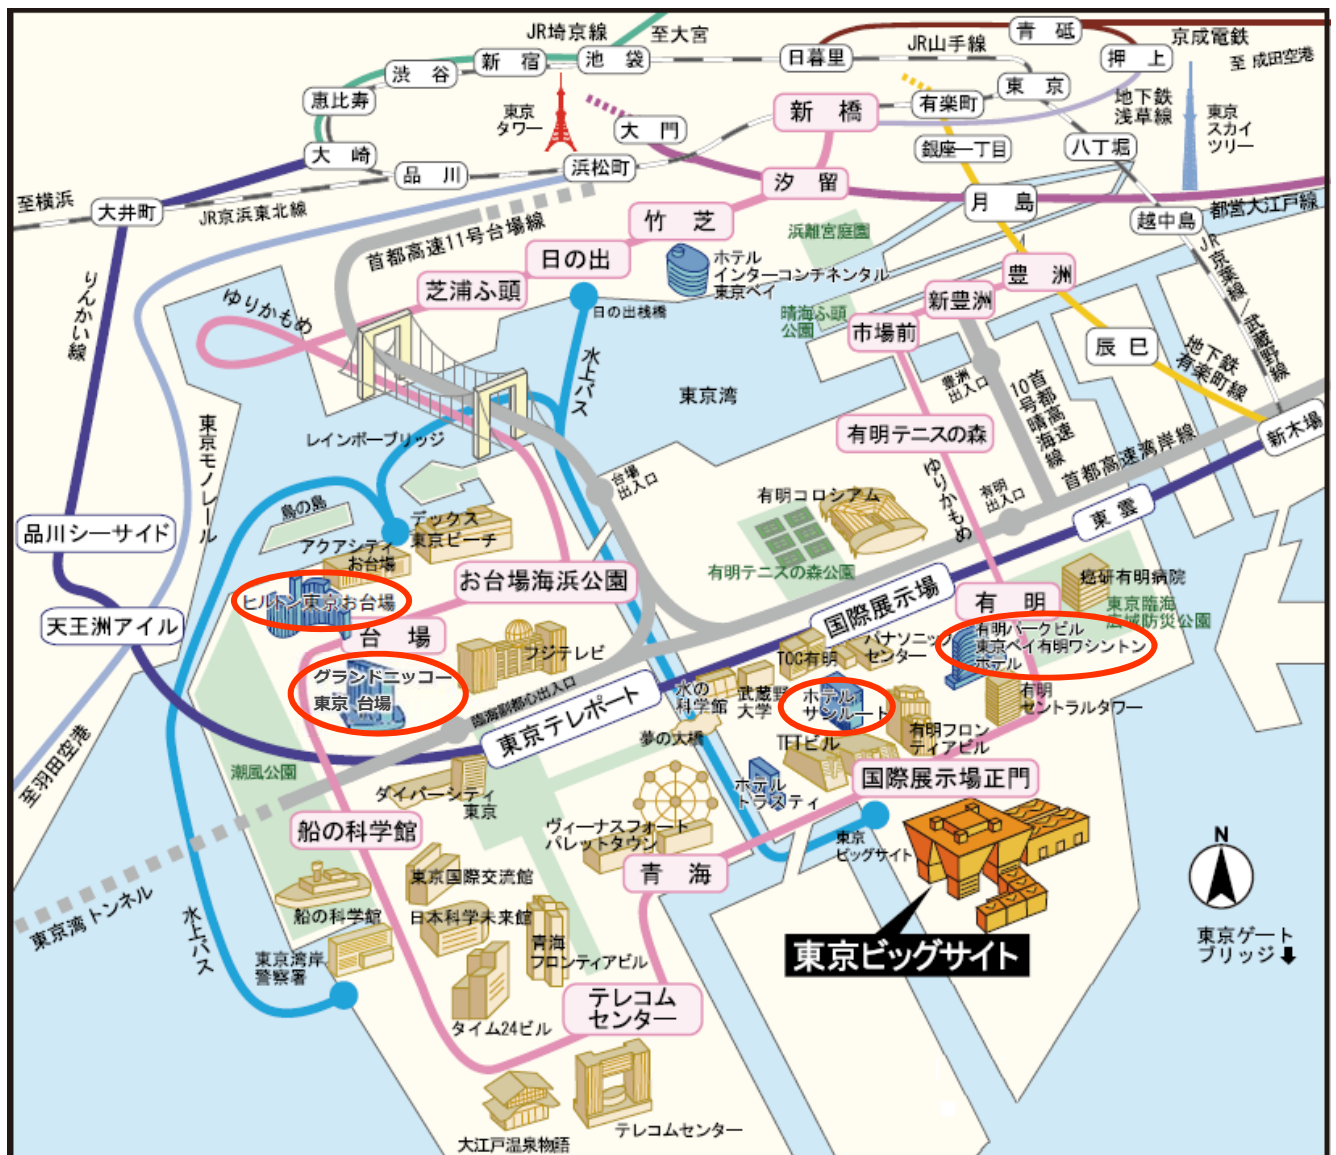 JR埼京線
至大宮
青 砥
京成電鉄
至 成田空港
JR山手線
日暮里
押 上
渋 谷
新 宿
池 袋
恵比寿
東京
タワー
大 門
新 橋
有楽町
東 京
地下鉄
浅草線
東京
スカイ
ツリー
大 崎
品 川
浜松町
銀座一丁目
八丁堀
汐 留
月 島
至横浜
大井町
JR京浜東北線
越中島
都営大江戸線
首都高速11号台場線
竹 芝
浜離宮庭園
日の出
ホテル
インターコンチネンタル
東京ベイ
JR京葉線/武蔵野線
りんかい線
ゆりかもめ
芝浦ふ頭
日の出桟橋
晴海ふ頭
公園
新豊洲
豊 洲
市場前
辰 巳
地下鉄
有楽町線
水上バス
豊洲
出入口
10号晴海線
首都高速
東京湾
東京モノレール
レインボーブリッジ
有明テニスの森
首都高速湾岸線
新木場
台場
出入口
ゆりかもめ
有明
出入口
有明コロシアム
鳥の島
デックス
東京ビーチ
品川シーサイド
東 雲
アクアシティ
お台場
お台場海浜公園
有明テニスの森公園
国際展示場
癌研有明病院
ヒルトン東京お台場
有 明
東京臨海
広域防災公園
天王洲アイル
台 場
フジテレビ
有明パークビル
東京ベイ有明ワシントン
ホテル
パナソニック
センター
TOC有明
グランドニッコー
東京 台場
臨海副都心出入口
水の
科学館
武蔵野
大学
ホテル
サンルート
有明
セントラルタワー
東京テレポート
夢の大橋
TFTビル
有明フロン
ティアビル
至羽田空港
潮風公園
ダイバーシティ
東京
ホテル
トラスティ
国際展示場正門
船の科学館
ヴィーナスフォート
パレットタウン
東京
ビッグサイト
N
青 海
東京国際交流館
東京湾トンネル
船の科学館
日本科学未来館
水上バス
青海
フロンティアビル
東京ビッグサイト
東京ゲート
ブリッジ
東京湾岸
警察署
テレコム
センター
タイム24ビル
テレコムセンター
大江戸温泉物語